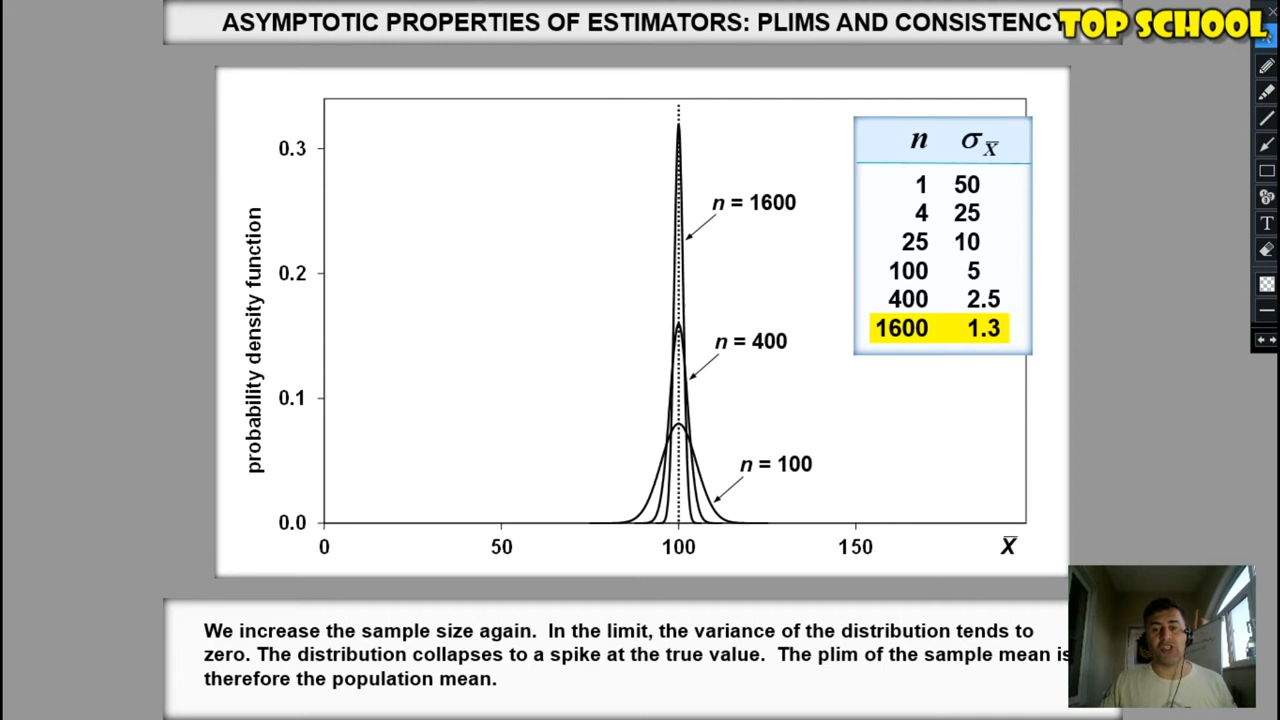 ASYMPTOTIC PROPERTIES OF ESTIMATORS: PLIMS AND CONSISTENCY
TOP SCHOOL
probability density function
0.3
0.2
0.1
0.0
0
50
100
150
X̅
n = 1600
n = 400
n = 100
n σX̅
1 50
4 25
25 10
100 5
400 2.5
1600 1.3
We increase the sample size again. In the limit, the variance of the distribution tends to
zero. The distribution collapses to a spike at the true value. The plim of the sample mean is
therefore the population mean.
T